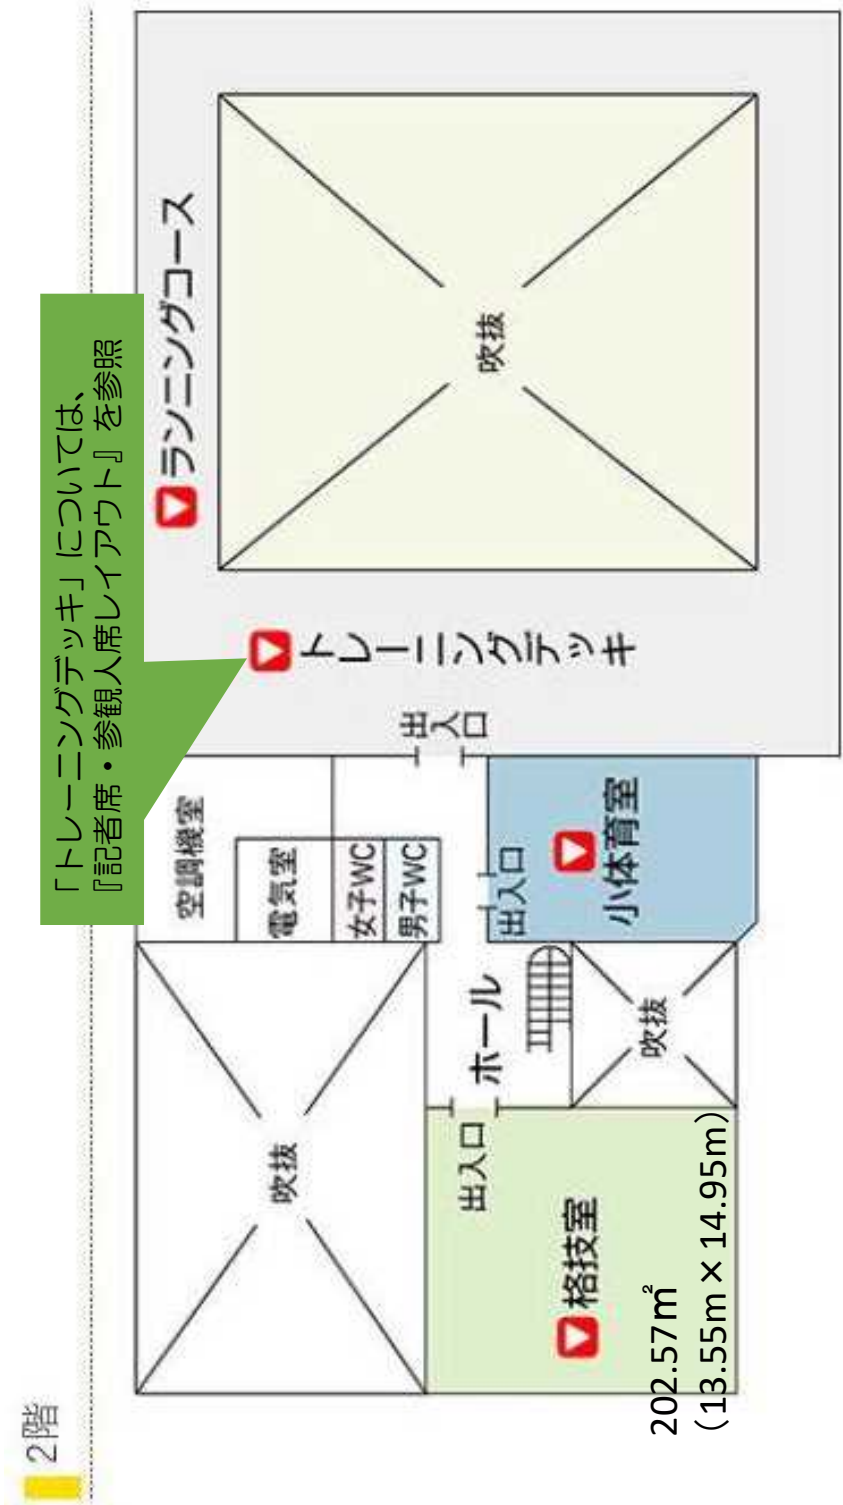 2階
「トレーニングデッキ」については、
『記者席・参観人席レイアウト』を参照
吹抜
空調機室
電気室
女子WC
男子WC
ランニングコース
トレーニングデッキ
出入口
吹抜
ホール
出入口
格技室
202.57㎡
（13.55m×14.95m）
吹抜
出入口
小体育室